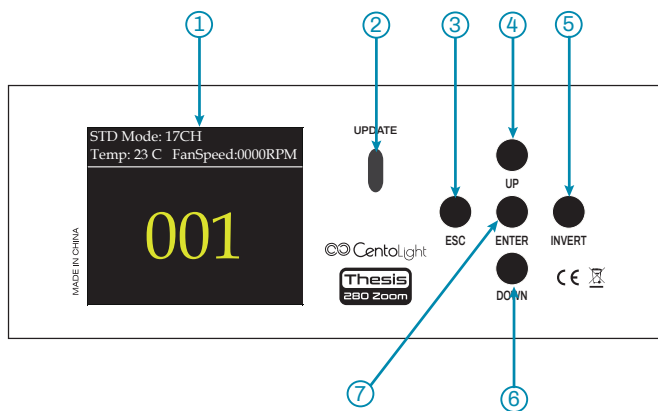 1
2
3
4
5
STD Mode: 17CH
Temp: 23 C FanSpeed:0000RPM
001
MADE IN CHINA
UPDATE
UP
ESC
ENTER
INVERT
DOWN
CentoLight
Thesis
280 Zoom
CE
7
6